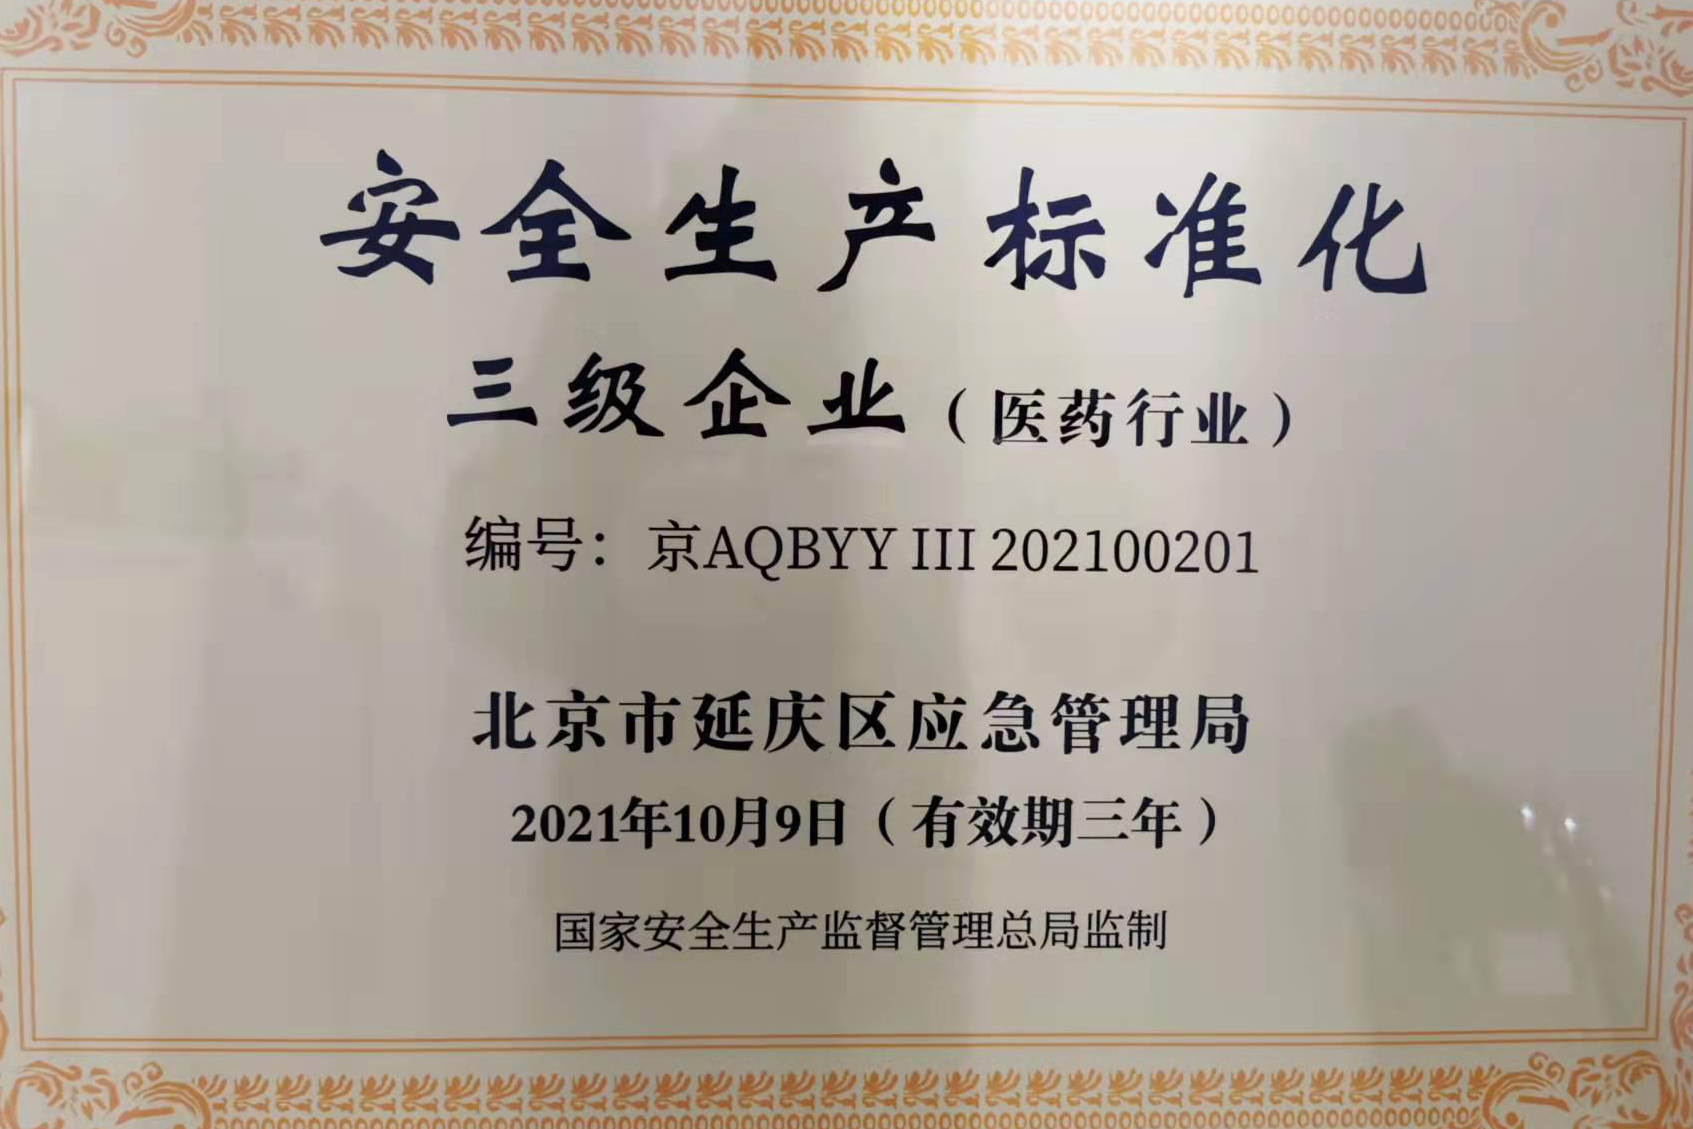 安全生产标准化
三级企业（医药行业）
编号：京AQBYY III 202100201
北京市延庆区应急管理局
2021年10月9日（有效期三年）
国家安全生产监督管理总局监制